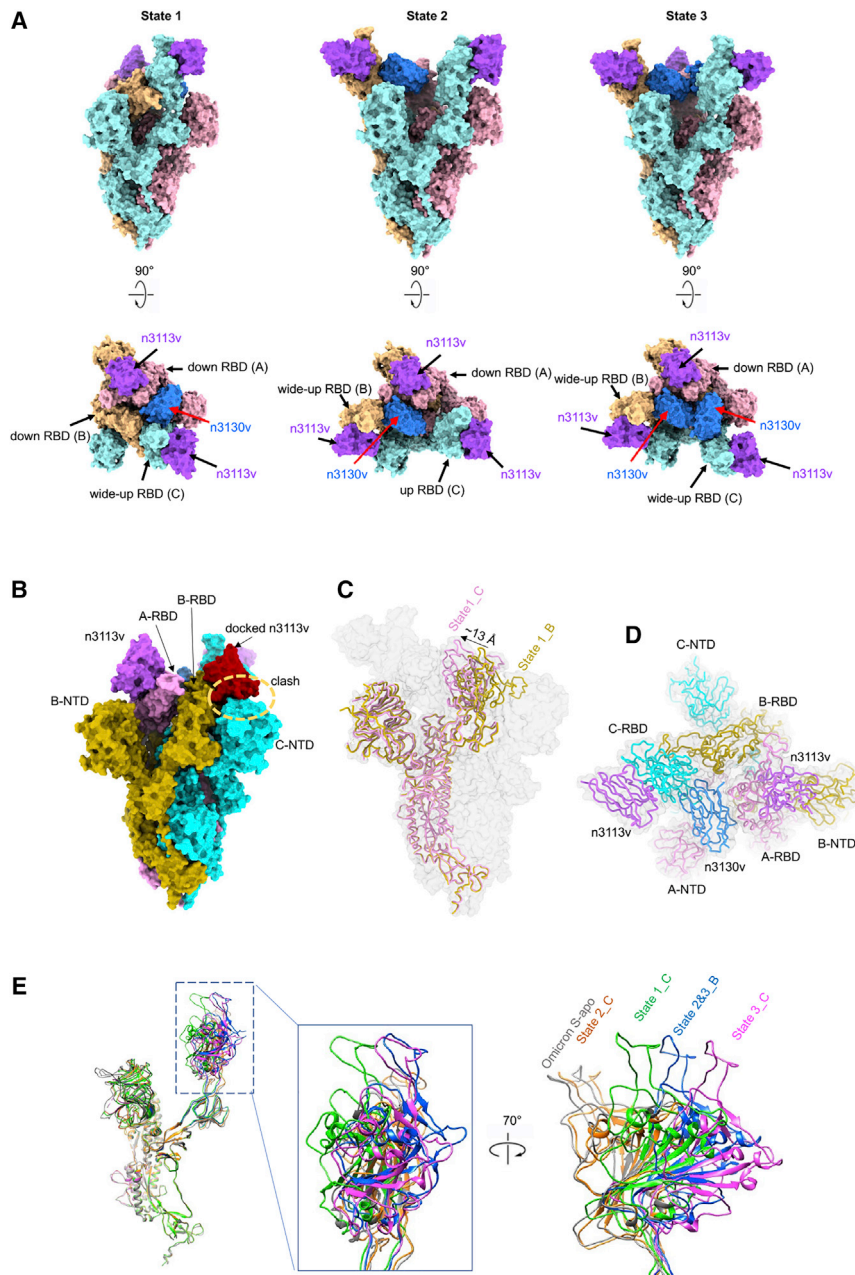 A
State 1
State 2
State 3
90°
90°
90°
n3113v
down RBD (A)
down RBD (B)
n3130v
n3113v
wide-up RBD (C)
n3113v
wide-up RBD (B)
down RBD (A)
n3113v
n3113v
n3130v
up RBD (C)
n3113v
down RBD (A)
wide-up RBD (B)
n3113v
n3130v
n3130v
n3113v
wide-up RBD (C)
B
B-RBD
A-RBD
docked n3113v
n3113v
clash
B-NTD
C-NTD
C
State1_C
~13 Å
State 1_B
D
C-NTD
B-RBD
C-RBD
n3113v
n3113v
n3130v
A-RBD
B-NTD
A-NTD
E
70°
Omicron S-apo
State 2_C
State 1_C
State 2&3_B
State 3_C